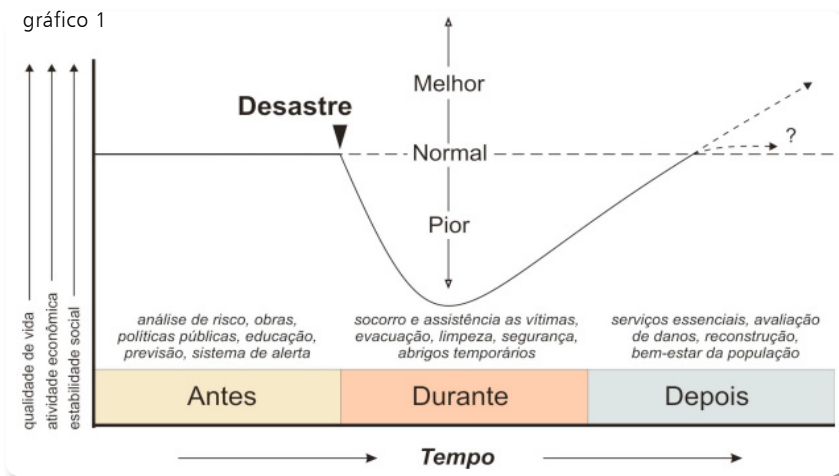 gráfico 1
Melhor
Desastre
Normal
?
Pior
qualidade de vida
atividade econômica
estabilidade social
análise de risco, obras,
políticas públicas, educação,
previsão, sistema de alerta
socorro e assistência as vítimas,
evacuação, limpeza, segurança,
abrigos temporários
serviços essenciais, avaliação
de danos, reconstrução,
bem-estar da população
Antes
Durante
Depois
Tempo